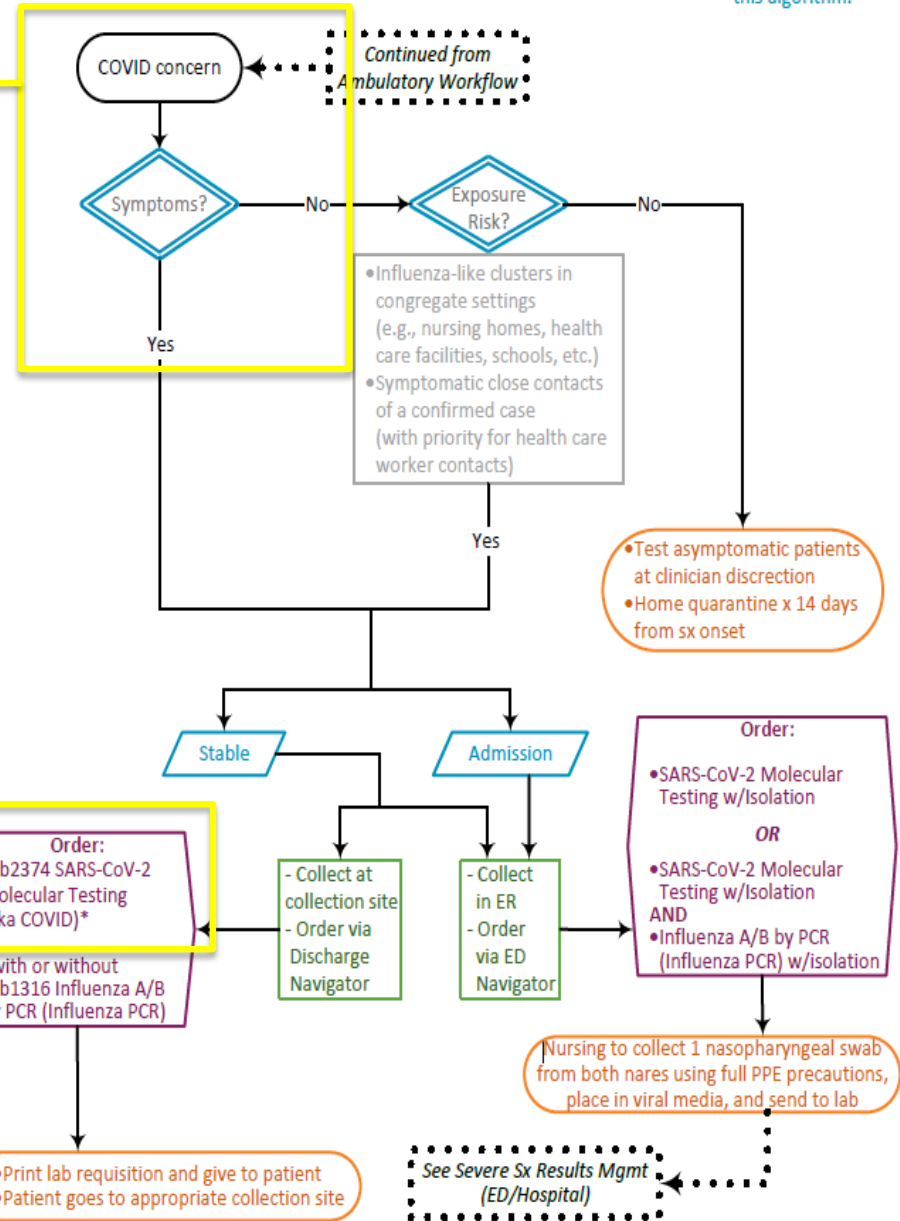 this algorithm.
COVID concern
Continued from
Ambulatory Workflow
Symptoms?
No
Exposure
Risk?
No
•Influenza-like clusters in
congregate settings
(e.g., nursing homes, health
care facilities, schools, etc.)
•Symptomatic close contacts
of a confirmed case
(with priority for health care
worker contacts)
Yes
Yes
•Test asymptomatic patients
at clinician discretion
•Home quarantine x 14 days
from sx onset
Stable
Admission
Order:
•SARS-CoV-2 Molecular
Testing w/Isolation
OR
•SARS-CoV-2 Molecular
Testing w/Isolation
AND
•Influenza A/B by PCR
(Influenza PCR) w/isolation
Order:
b2374 SARS-CoV-2
olecular Testing
ka COVID)*
with or without
b1316 Influenza A/B
y PCR (Influenza PCR)
- Collect at
collection site
- Order via
Discharge
Navigator
- Collect
in ER
- Order
via ED
Navigator
Nursing to collect 1 nasopharyngeal swab
from both nares using full PPE precautions,
place in viral media, and send to lab
•Print lab requisition and give to patient
•Patient goes to appropriate collection site
See Severe Sx Results Mgmt
(ED/Hospital)